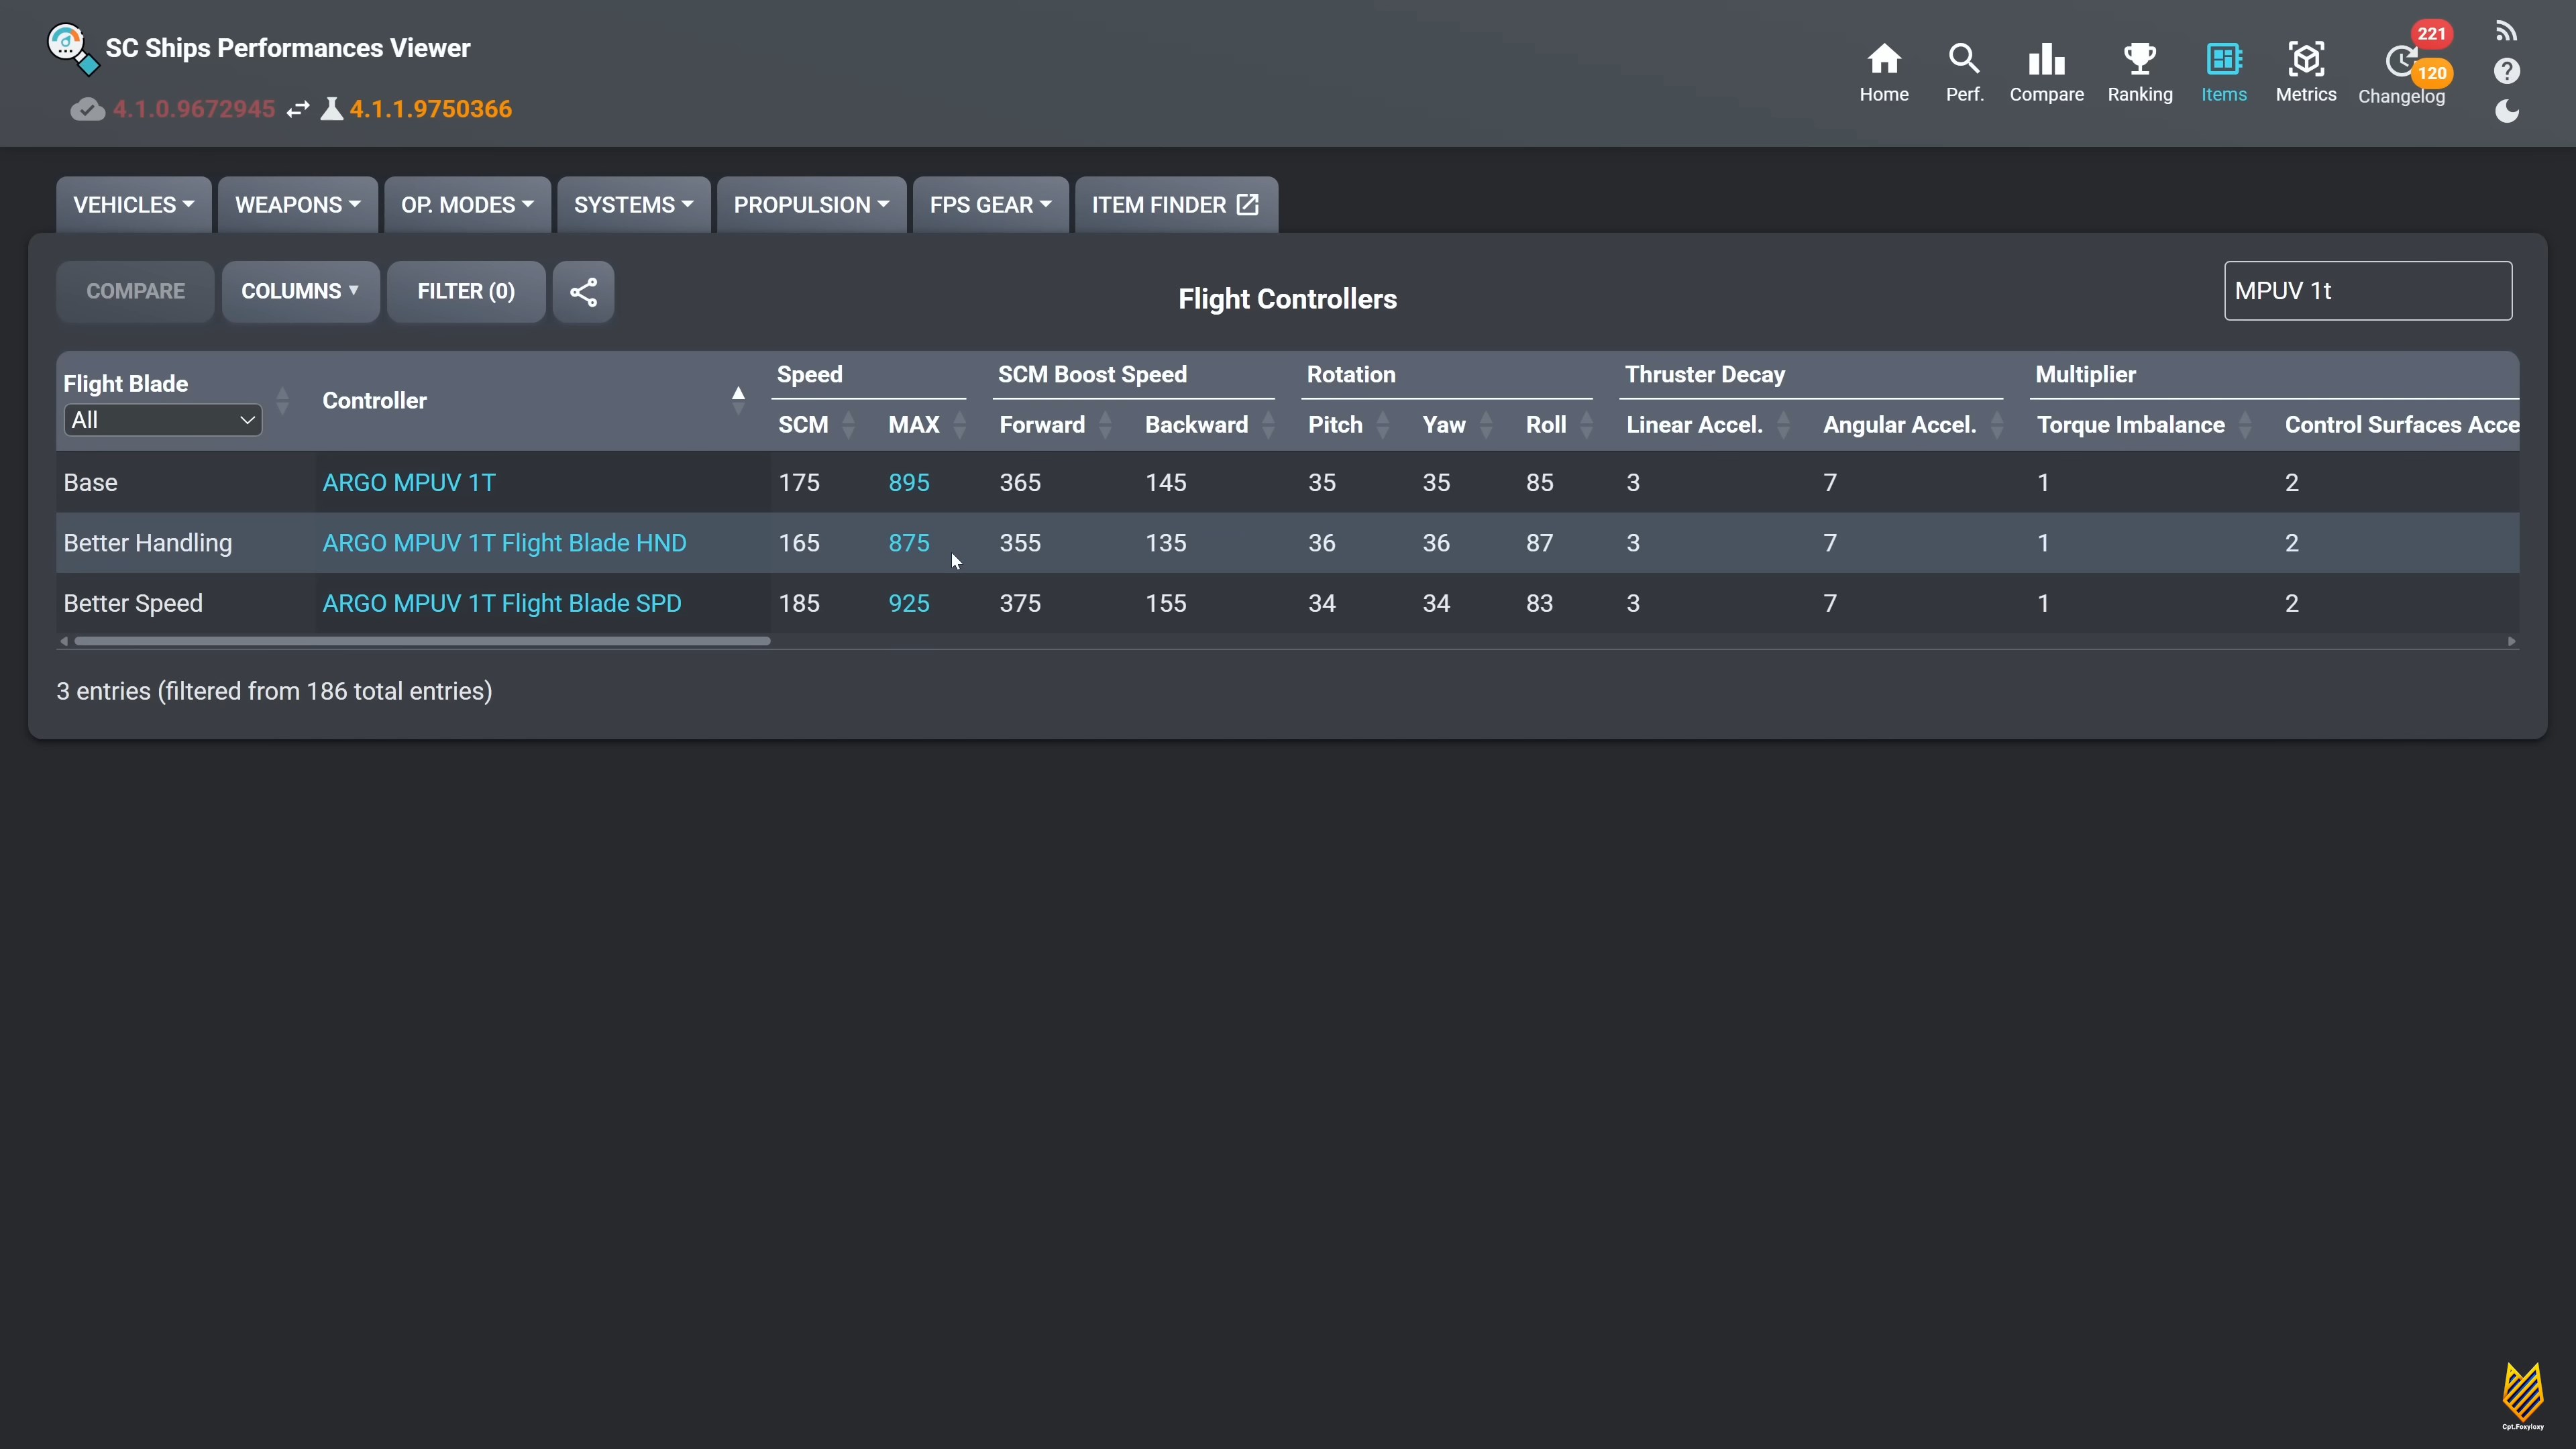 SC Ships Performances Viewer
4.1.0.9672945 4.1.1.9750366
Home Perf. Compare Ranking Items Metrics Changelog
221
120
VEHICLES WEAPONS OP. MODES SYSTEMS PROPULSION FPS GEAR ITEM FINDER
COMPARE COLUMNS FILTER (0)
Flight Controllers
MPUV 1t
Flight Blade Controller Speed SCM Boost Speed Rotation Thruster Decay Multiplier
All
SCM MAX Forward Backward Pitch Yaw Roll Linear Accel. Angular Accel. Torque Imbalance Control Surfaces Acce
Base ARGO MPUV 1T 175 895 365 145 35 35 85 3 7 1 2
Better Handling ARGO MPUV 1T Flight Blade HND 165 875 355 135 36 36 87 3 7 1 2
Better Speed ARGO MPUV 1T Flight Blade SPD 185 925 375 155 34 34 83 3 7 1 2
3 entries (filtered from 186 total entries)
Cpt.Foxyloxy